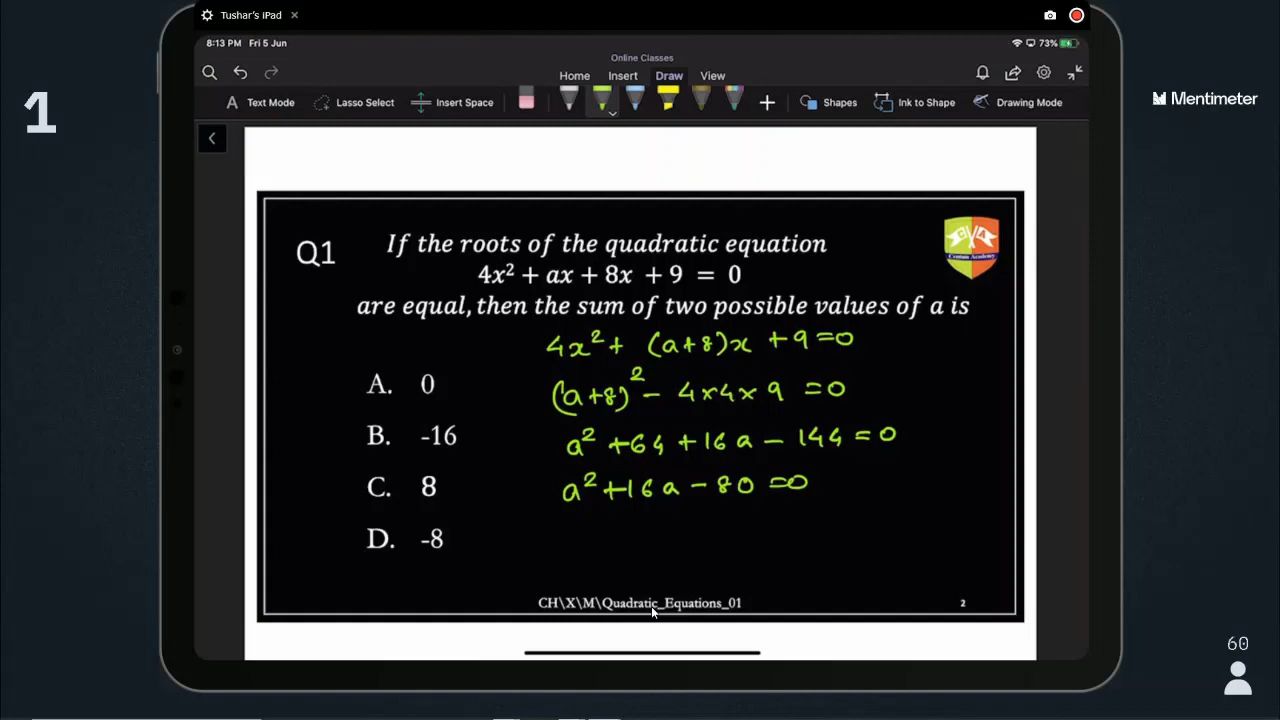 Tushar's iPad ×
8:13 PM Fri 5 Jun
73%
Online Classes
Home Insert Draw View
Text Mode Lasso Select Insert Space Shapes Ink to Shape Drawing Mode
1
Mentimeter
Q1
If the roots of the quadratic equation
4x² + ax + 8x + 9 = 0
are equal, then the sum of two possible values of a is
Centum Academy
4x² + (a+8)x + 9 = 0
A. 0
(a+8)² - 4×4×9 = 0
B. -16
a² + 64 + 16a - 144 = 0
C. 8
a² + 16a - 80 = 0
D. -8
CH\X\M\Quadratic_Equations_01
2
60